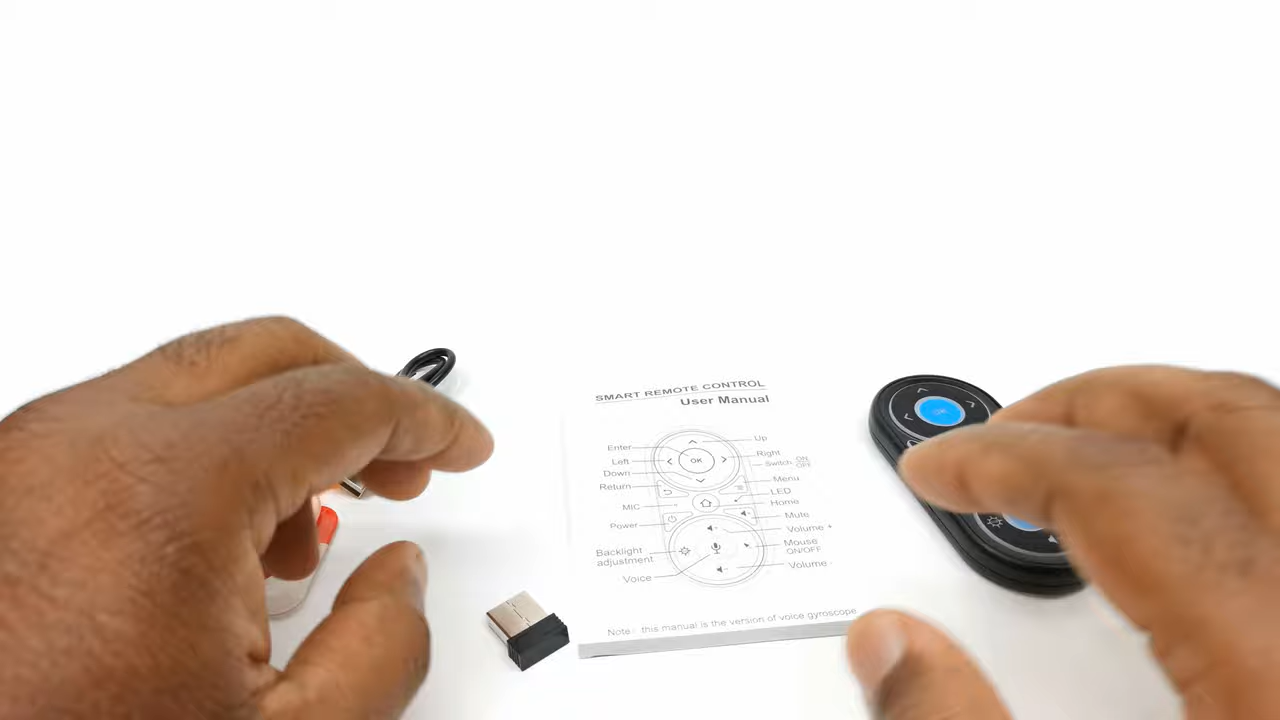 SMART REMOTE CONTROL
User Manual
Enter
Left
Down
Return
MIC
Power
Backlight
adjustment
Voice
OK
Up
Right
Switch ON
OFF
Menu
LED
Home
Mute
Volume +
Mouse
ON/OFF
Volume -
Note: this manual is the version of voice gyroscope